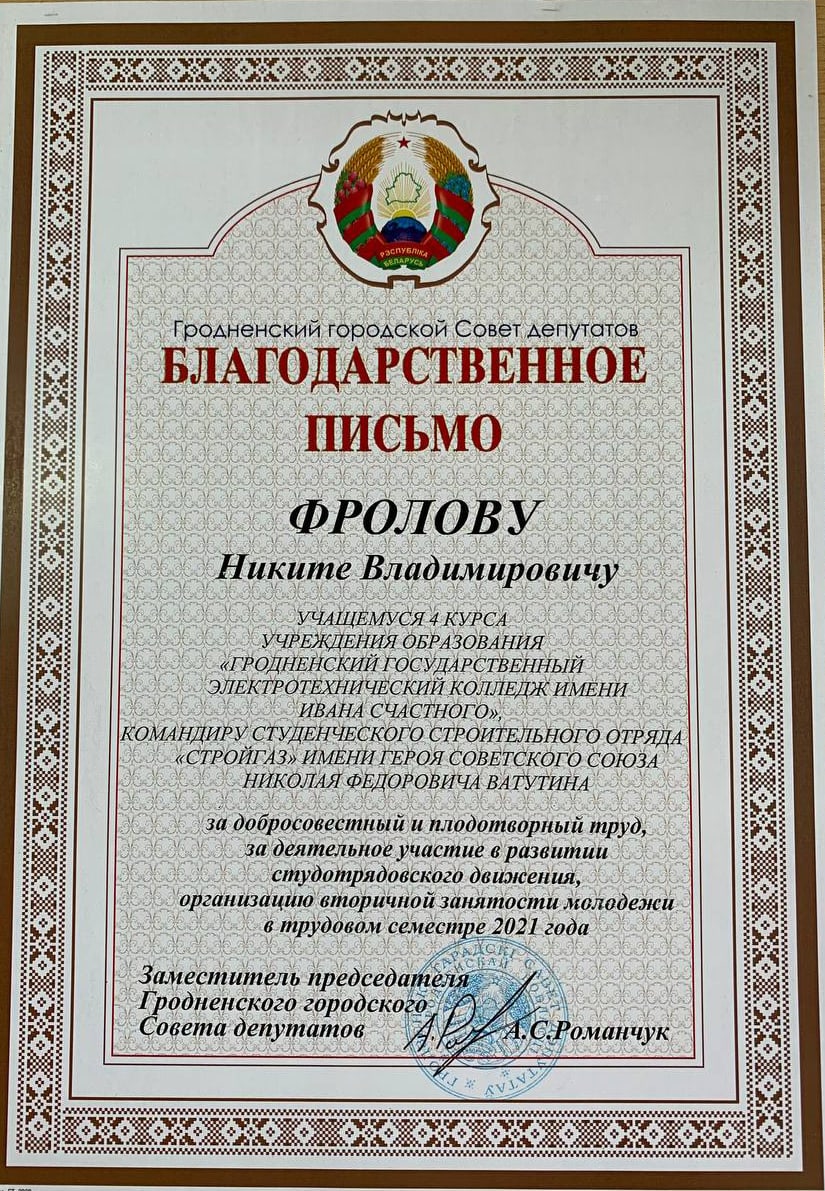 РЭСПУБЛІКА
БЕЛАРУСЬ
Гродненский городской Совет депутатов
БЛАГОДАРСТВЕННОЕ
ПИСЬМО
ФРОЛОВУ
Никите Владимировичу
УЧАЩЕМУСЯ 4 КУРСА
УЧРЕЖДЕНИЯ ОБРАЗОВАНИЯ
«ГРОДНЕНСКИЙ ГОСУДАРСТВЕННЫЙ
ЭЛЕКТРОТЕХНИЧЕСКИЙ КОЛЛЕДЖ ИМЕНИ
ИВАНА СЧАСТНОГО»,
КОМАНДИРУ СТУДЕНЧЕСКОГО СТРОИТЕЛЬНОГО ОТРЯДА
«СТРОЙГАЗ» ИМЕНИ ГЕРОЯ СОВЕТСКОГО СОЮЗА
НИКОЛАЯ ФЕДОРОВИЧА ВАТУТИНА
за добросовестный и плодотворный труд,
за деятельное участие в развитии
студотрядовского движения,
организацию вторичной занятости молодежи
в трудовом семестре 2021 года
Заместитель председателя
Гродненского городского
Совета депутатов
А.С.Романчук